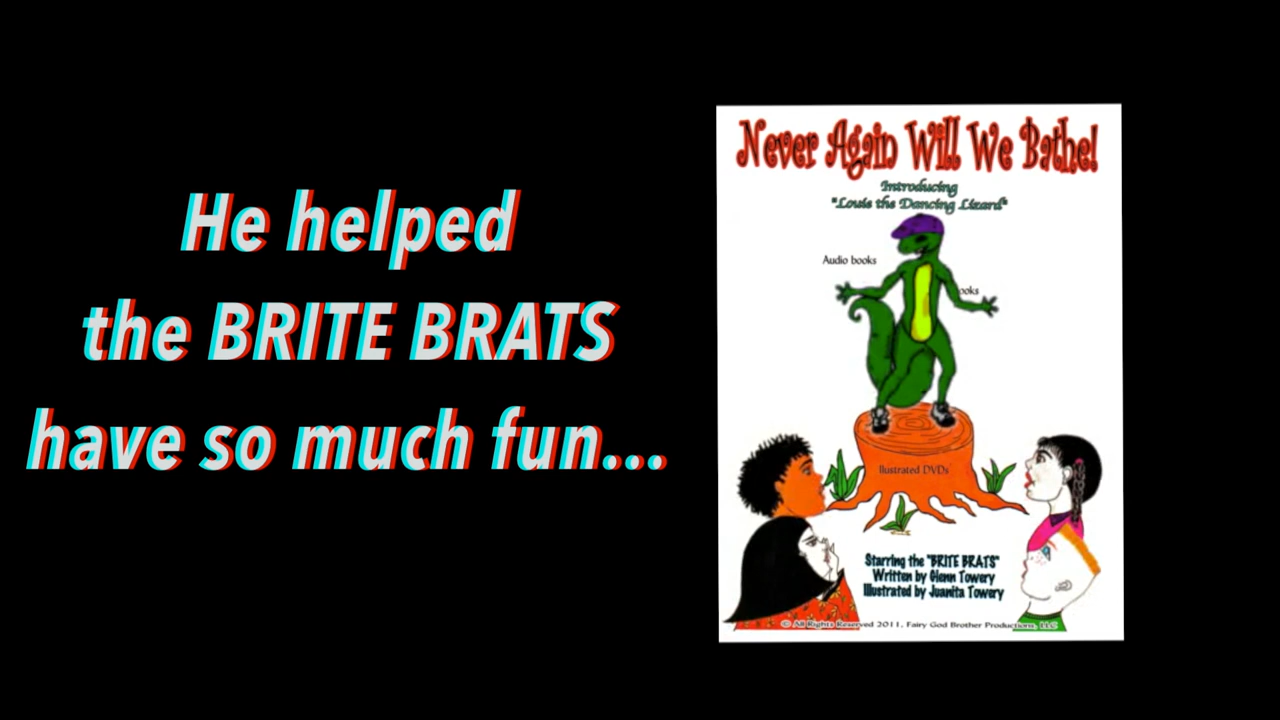 He helped
the BRITE BRATS
have so much fun...
Never Again Will We Bathe!
Introducing
"Louie the Dancing Lizard"
Audio books
ooks
llustrated DVDs
Starring the "BRITE BRATS"
Written by Glenn Towery
Illustrated by Juanita Towery
© All Rights Reserved 2011, Fairy God Brother Productions, LLC